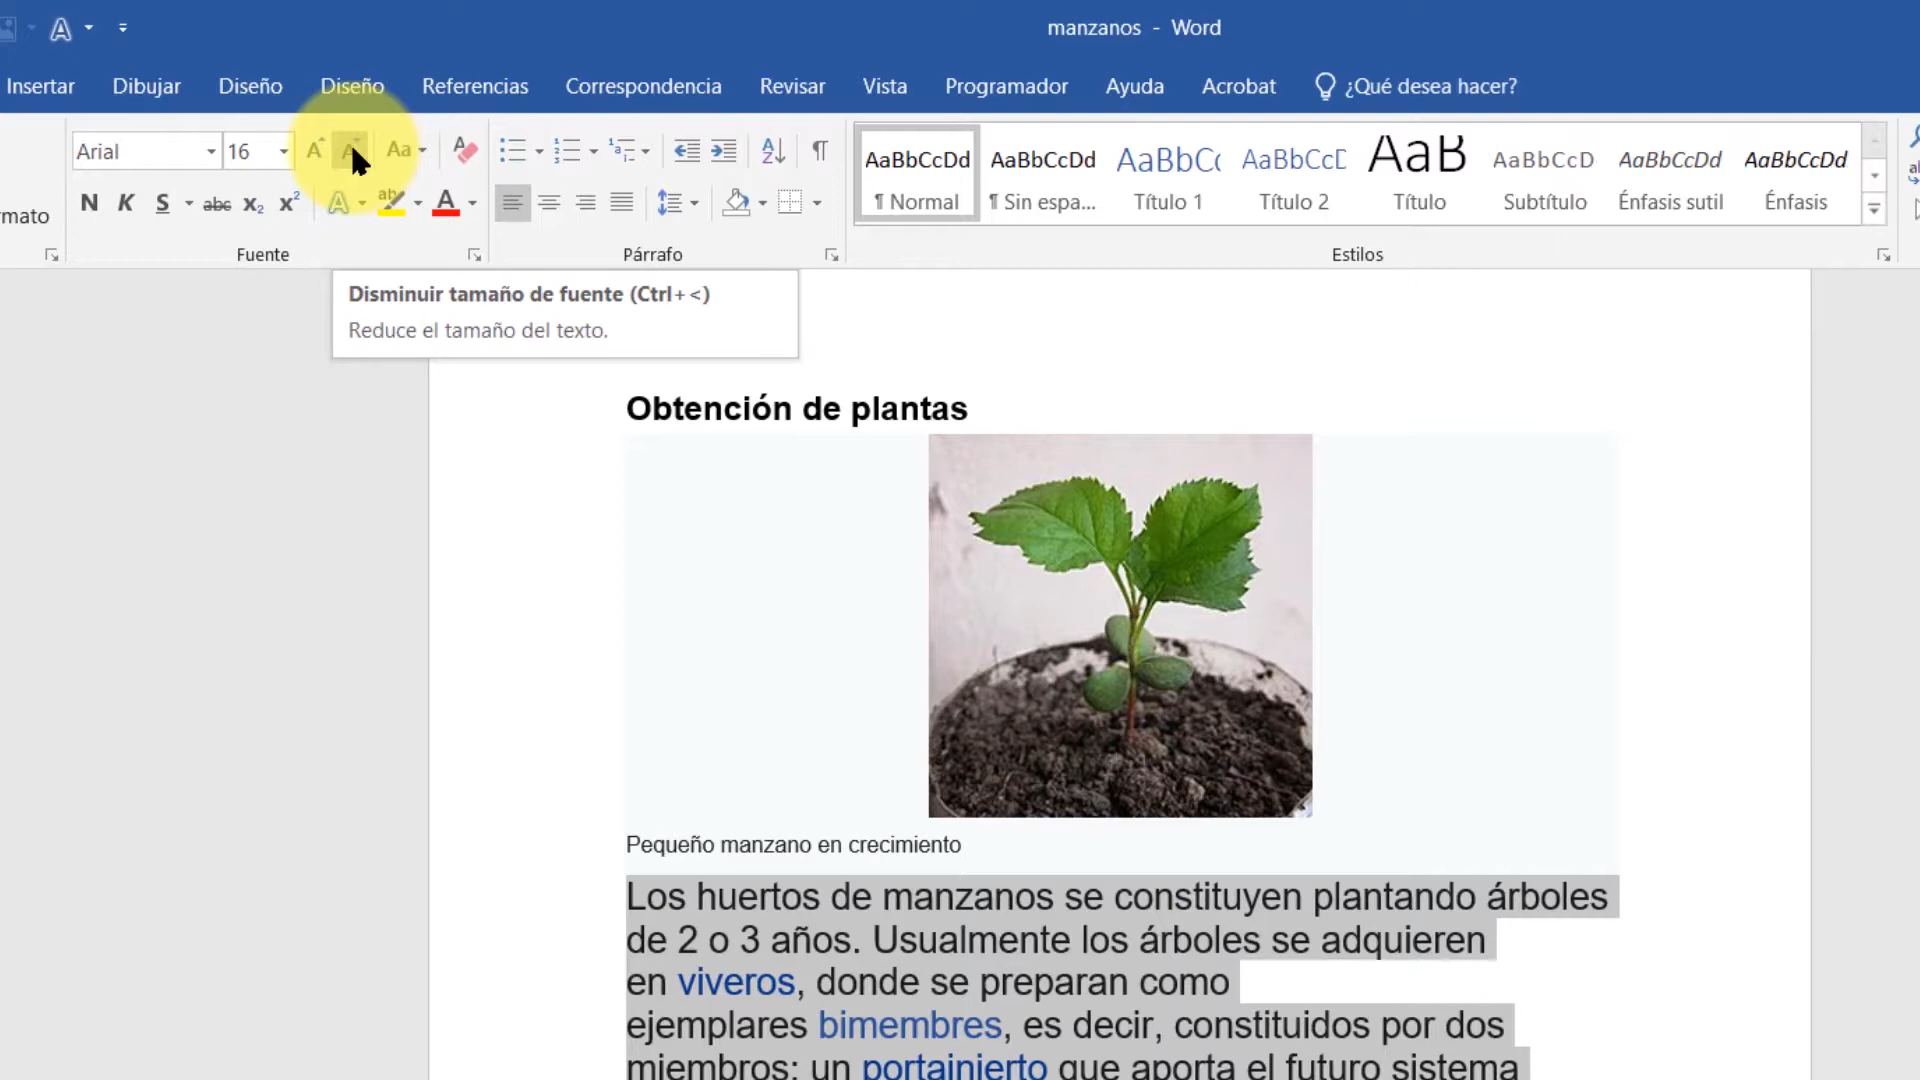 manzanos - Word
Insertar Dibujar Diseño Diseño Referencias Correspondencia Revisar Vista Programador Ayuda Acrobat ¿Qué desea hacer?
Arial 16 Aa
AaBbCcDd AaBbCcDd AaBbC AaBbCcD AaB AaBbCcD AaBbCcDd AaBbCcDd
N K S abc x₂ x² A ab A
¶ Normal ¶ Sin espa... Título 1 Título 2 Título Subtítulo Énfasis sutil Énfasis
rmato
Fuente Párrafo Estilos
Disminuir tamaño de fuente (Ctrl+<)
Reduce el tamaño del texto.
Obtención de plantas
Pequeño manzano en crecimiento
Los huertos de manzanos se constituyen plantando árboles
de 2 o 3 años. Usualmente los árboles se adquieren
en viveros, donde se preparan como
ejemplares bimembres, es decir, constituidos por dos
miembros: un portainjerto que aporta el futuro sistema